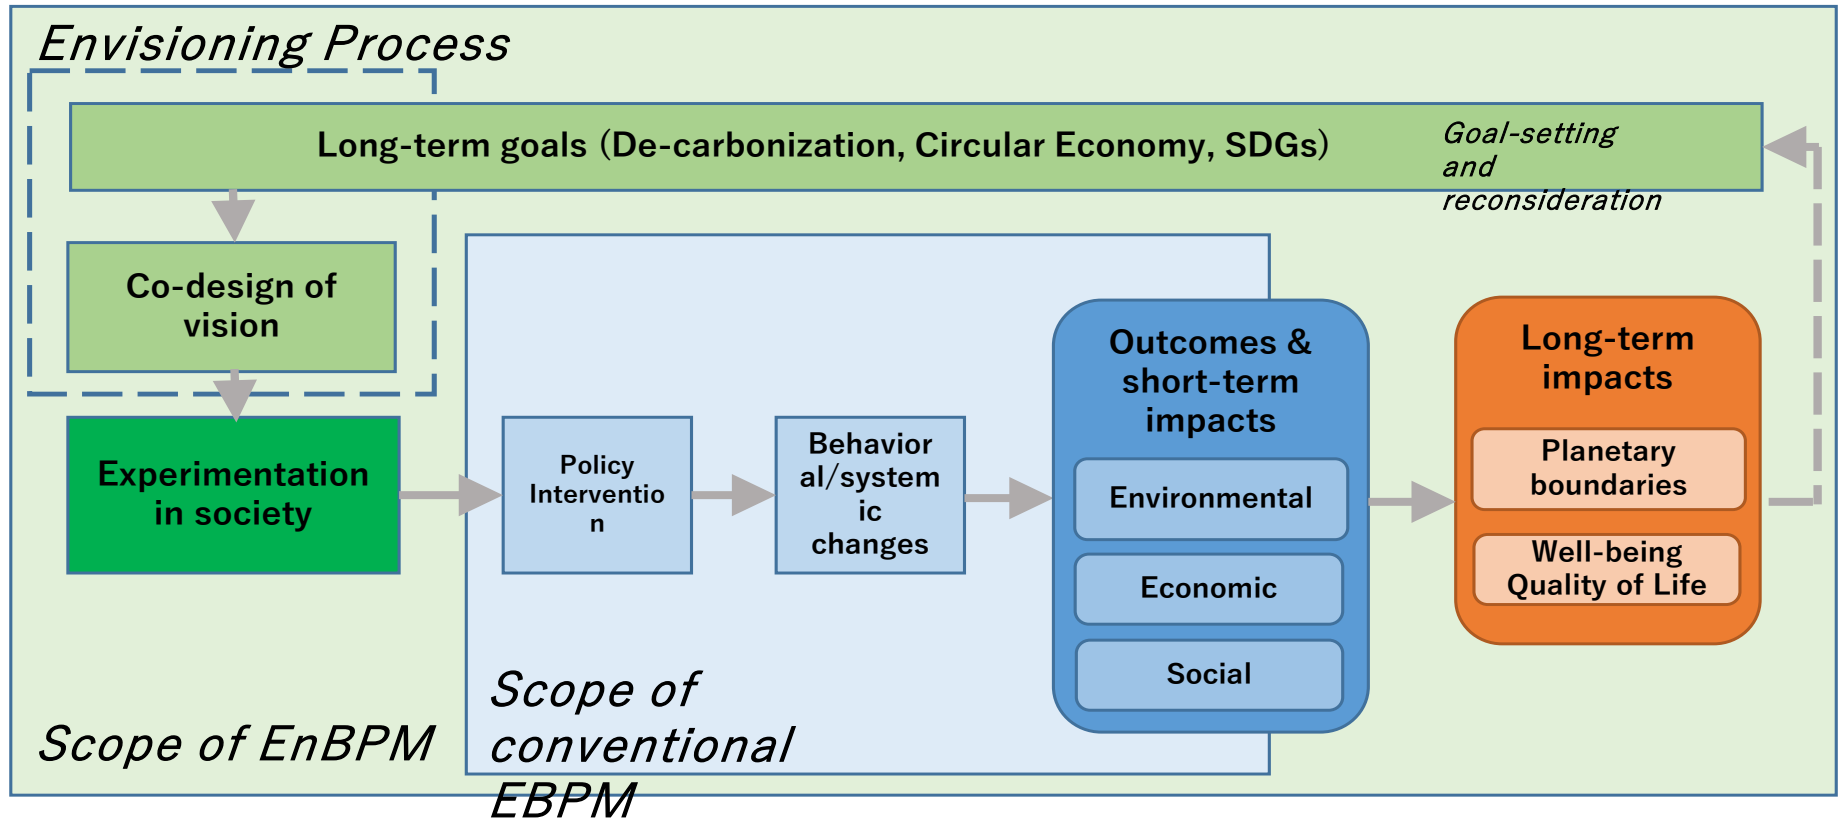 Envisioning Process
Long-term goals (De-carbonization, Circular Economy, SDGs)
Goal-setting
and
reconsideration
Co-design of
vision
Experimentation
in society
Policy
Interventio
n
Behavior
al/system
ic
changes
Outcomes &
short-term
impacts
Environmental
Economic
Social
Long-term
impacts
Planetary
boundaries
Well-being
Quality of Life
Scope of EnBPM
Scope of
conventional
EBPM